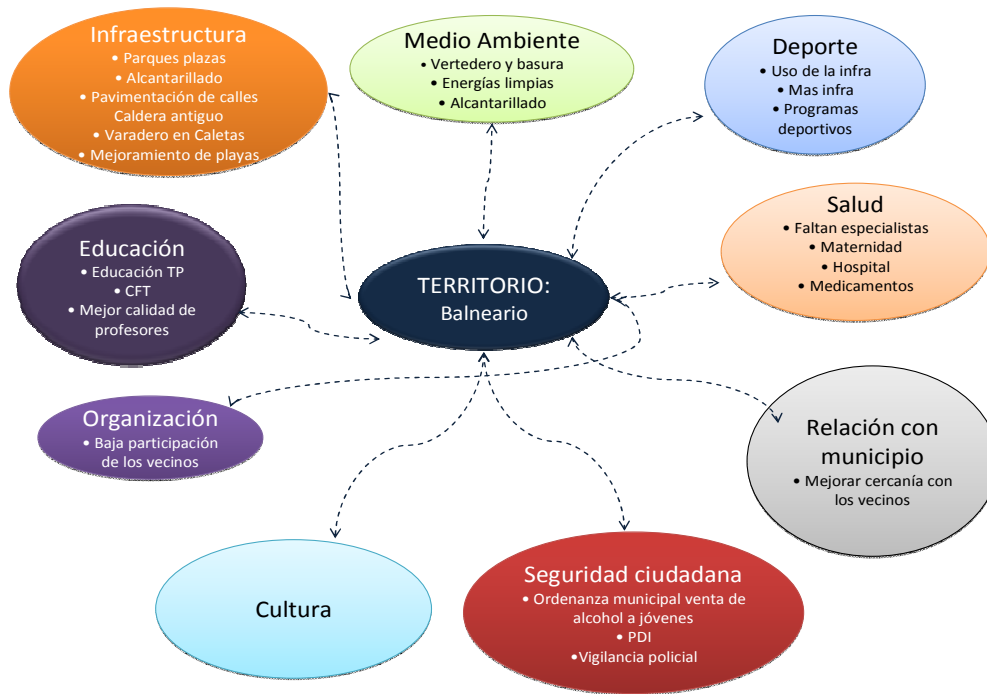 Infraestructura
• Parques plazas
• Alcantarillado
• Pavimentación de calles
Caldera antiguo
• Varadero en Caletas
• Mejoramiento de playas
Medio Ambiente
• Vertedero y basura
• Energías limpias
• Alcantarillado
Deporte
• Uso de la infra
• Mas infra
• Programas
deportivos
Salud
• Faltan especialistas
• Maternidad
• Hospital
• Medicamentos
Educación
• Educación TP
• CFT
• Mejor calidad de
profesores
TERRITORIO:
Balneario
Organización
• Baja participación
de los vecinos
Relación con
municipio
• Mejorar cercanía con
los vecinos
Cultura
Seguridad ciudadana
• Ordenanza municipal venta de
alcohol a jóvenes
• PDI
•Vigilancia policial